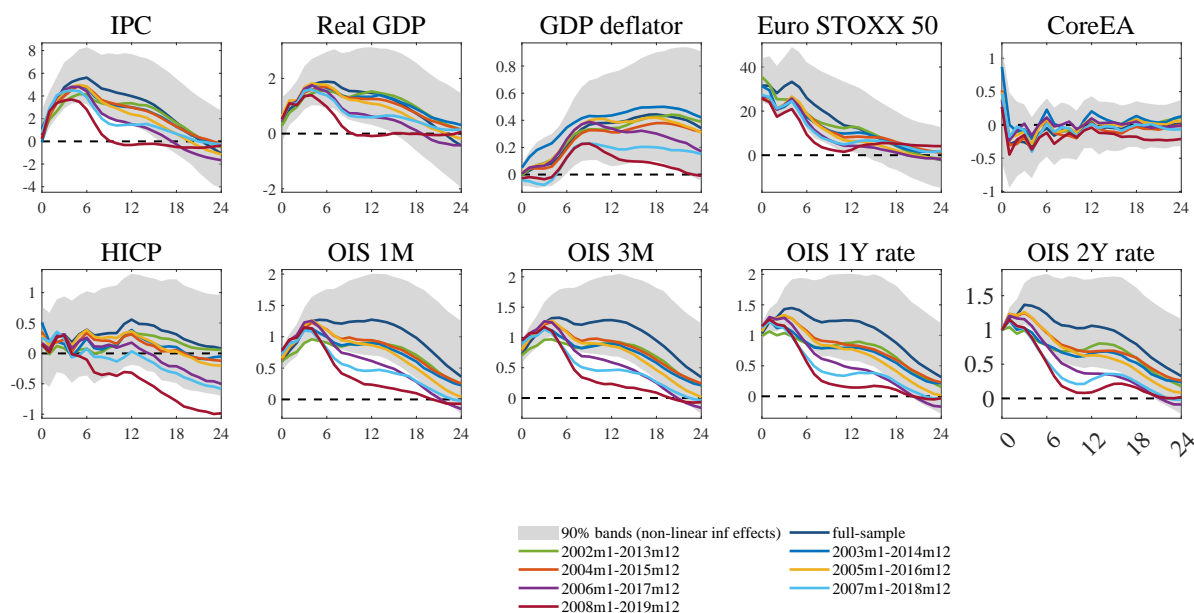 IPC Real GDP GDP deflator Euro STOXX 50 CoreEA
8 6 4 2 0 -2 -4
0 6 12 18 24
2 0 -2
0 6 12 18 24
0.8 0.6 0.4 0.2 0
0 6 12 18 24
40 20 0
0 6 12 18 24
1 0.5 0 -0.5 -1
0 6 12 18 24
HICP OIS 1M OIS 3M OIS 1Y rate OIS 2Y rate
1 0.5 0 -0.5 -1
0 6 12 18 24
2 1.5 1 0.5 0
0 6 12 18 24
2 1.5 1 0.5 0
0 6 12 18 24
2 1.5 1 0.5 0
0 6 12 18 24
1.5 1 0.5 0
0 6 12 18 24
90% bands (non-linear inf effects) full-sample
2002m1-2013m12 2003m1-2014m12
2004m1-2015m12 2005m1-2016m12
2006m1-2017m12 2007m1-2018m12
2008m1-2019m12